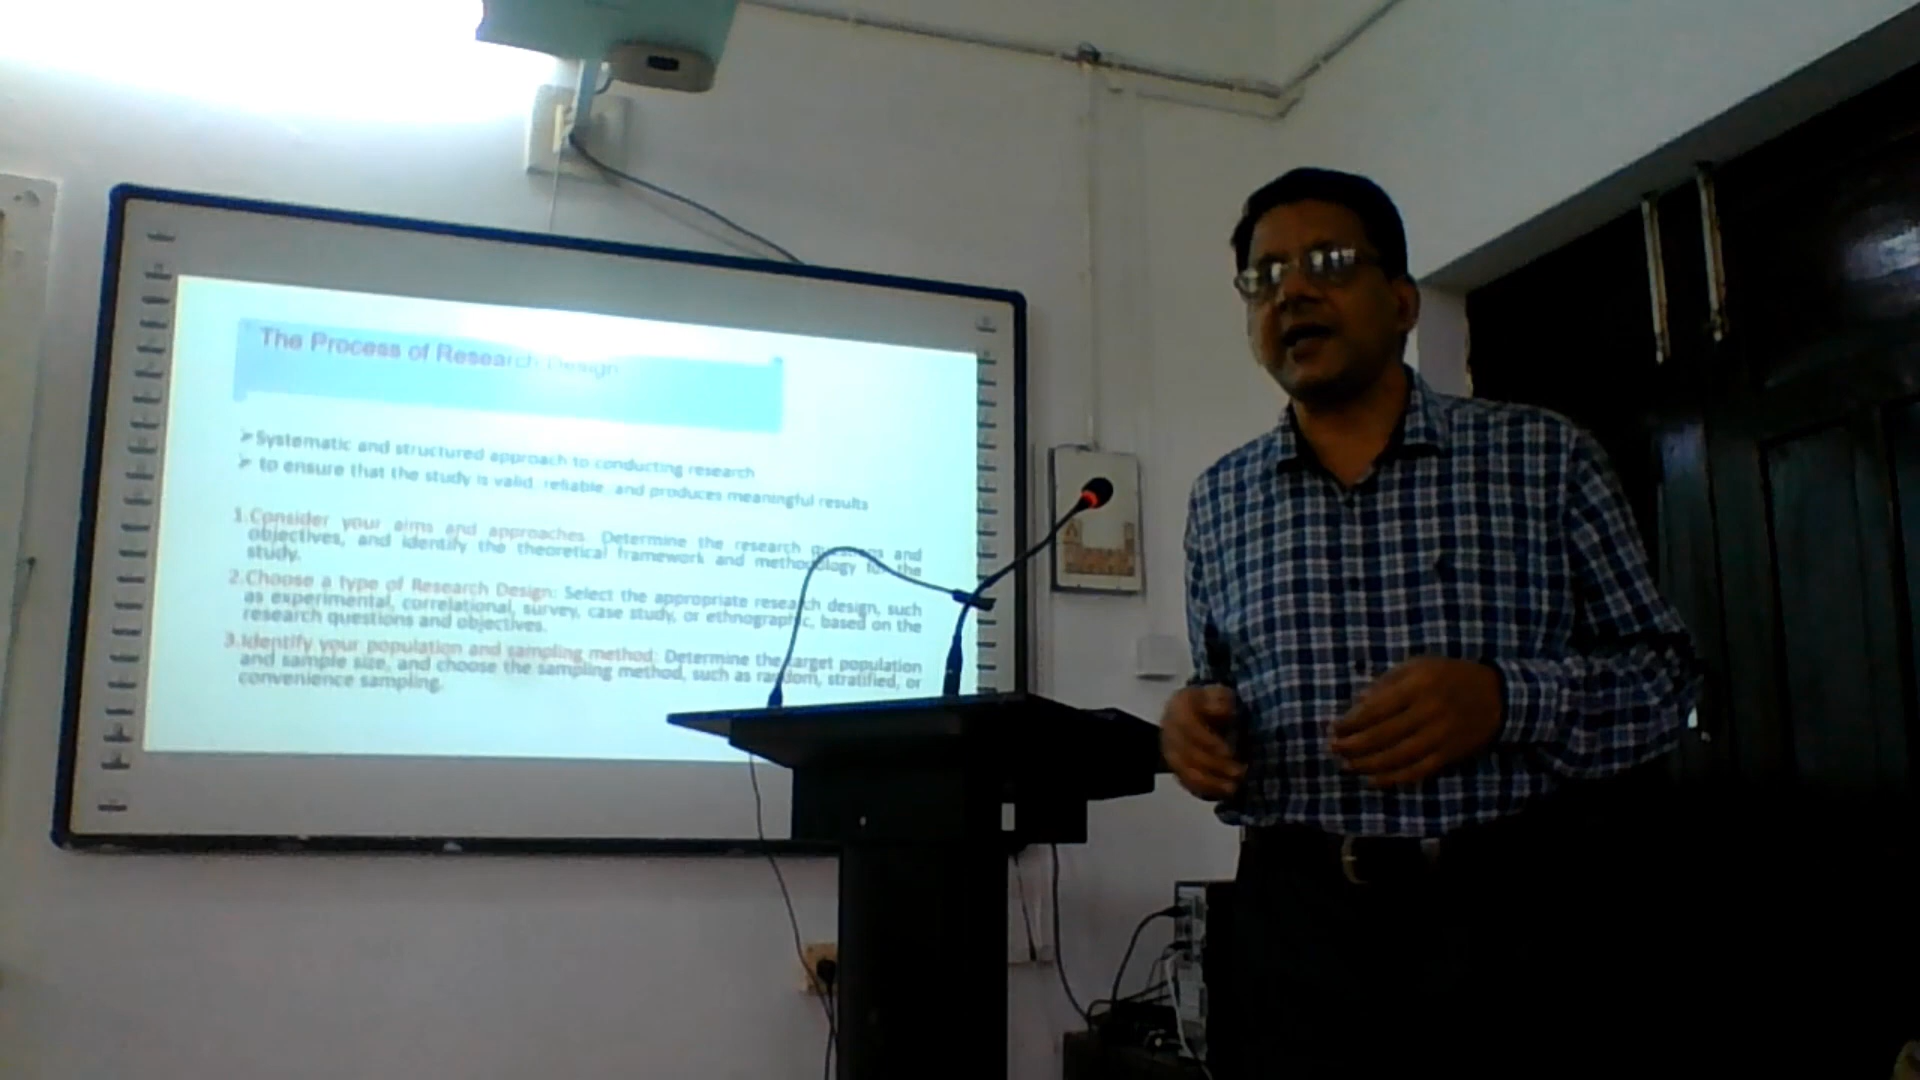 The Process of Research Design
➢Systematic and structured approach to conducting research
➢ to ensure that the study is valid, reliable, and produces meaningful results
1.Consider your aims and approaches: Determine the research questions and
objectives, and identify the theoretical framework and methodology for the
study.
2.Choose a type of Research Design: Select the appropriate research design, such
as experimental, correlational, survey, case study, or ethnographic, based on the
research questions and objectives.
3.Identify your population and sampling method: Determine the target population
and sample size, and choose the sampling method, such as random, stratified, or
convenience sampling.